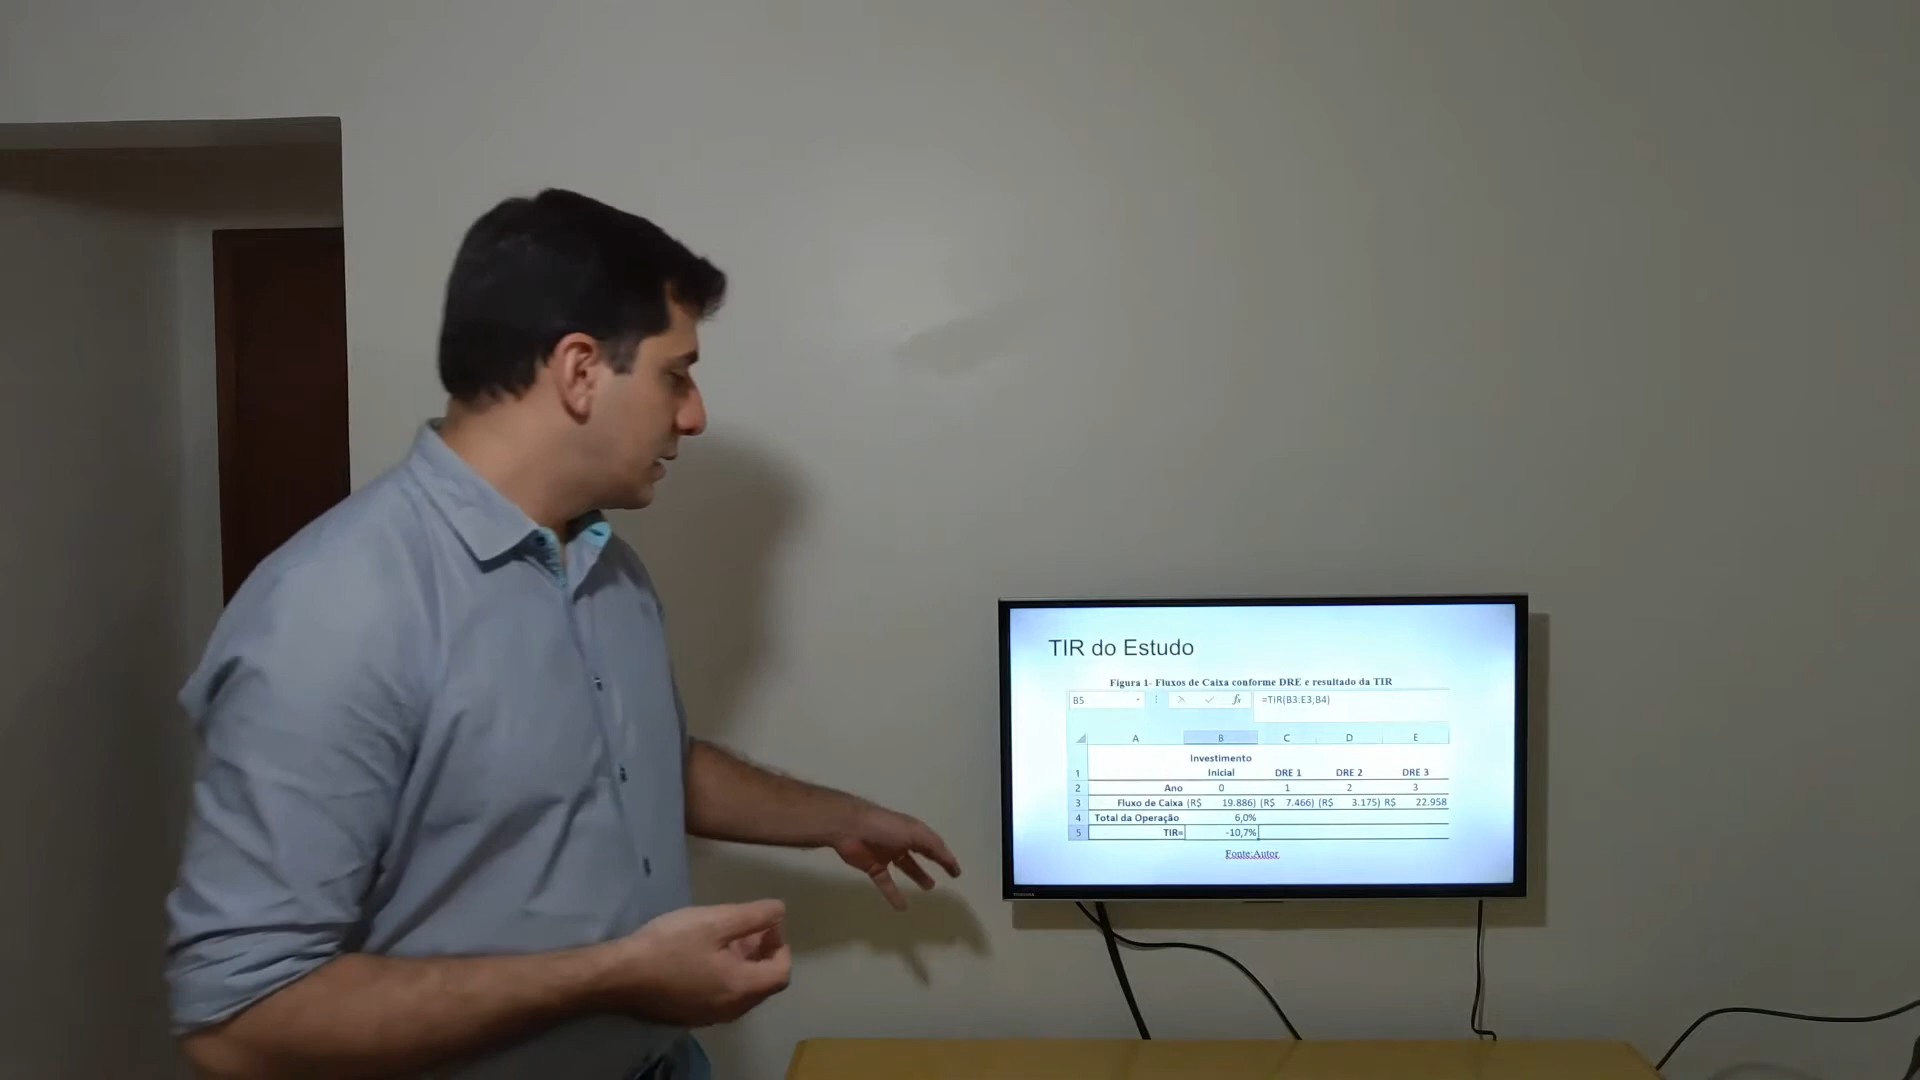 TIR do Estudo
Figura 1- Fluxos de Caixa conforme DRE e resultado da TIR
B5 fx =TIR(B3:E3,B4)
A B C D E
Investimento
1 Inicial DRE 1 DRE 2 DRE 3
2 Ano 0 1 2 3
3 Fluxo de Caixa (R$ 19.886) (R$ 7.466) (R$ 3.175) R$ 22.958
4 Total da Operação 6,0%
5 TIR= -10,7%
Fonte:Autor